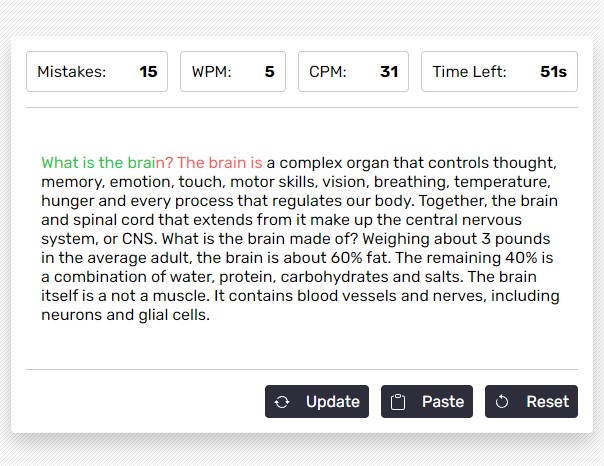 Mistakes: 15 WPM: 5 CPM: 31 Time Left: 51s
What is the brain? The brain is a complex organ that controls thought,
memory, emotion, touch, motor skills, vision, breathing, temperature,
hunger and every process that regulates our body. Together, the brain
and spinal cord that extends from it make up the central nervous
system, or CNS. What is the brain made of? Weighing about 3 pounds
in the average adult, the brain is about 60% fat. The remaining 40% is
a combination of water, protein, carbohydrates and salts. The brain
itself is a not a muscle. It contains blood vessels and nerves, including
neurons and glial cells.
Update Paste Reset